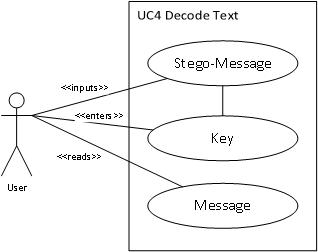 UC4 Decode Text
Stego-Message
<<inputs>>
<<enters>>
Key
<<reads>>
User
Message